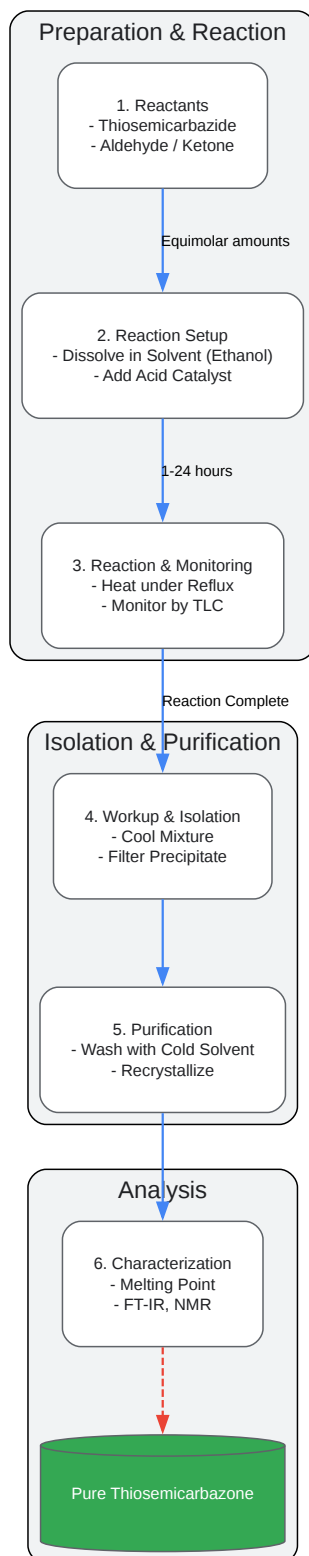 Preparation & Reaction
1. Reactants
- Thiosemicarbazide
- Aldehyde / Ketone
Equimolar amounts
2. Reaction Setup
- Dissolve in Solvent (Ethanol)
- Add Acid Catalyst
1-24 hours
3. Reaction & Monitoring
- Heat under Reflux
- Monitor by TLC
Reaction Complete
Isolation & Purification
4. Workup & Isolation
- Cool Mixture
- Filter Precipitate
5. Purification
- Wash with Cold Solvent
- Recrystallize
Analysis
6. Characterization
- Melting Point
- FT-IR, NMR
Pure Thiosemicarbazone